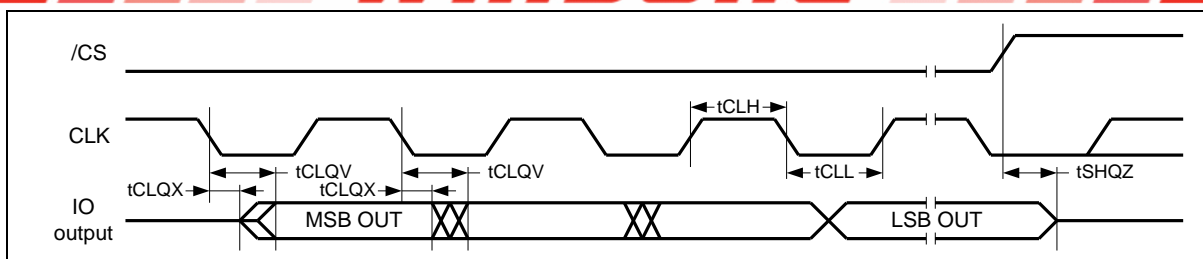 /CS
CLK
tCLH
tCLQV
tCLQV
tCLL
tSHQZ
tCLQX
tCLQX
IO
output
MSB OUT
LSB OUT